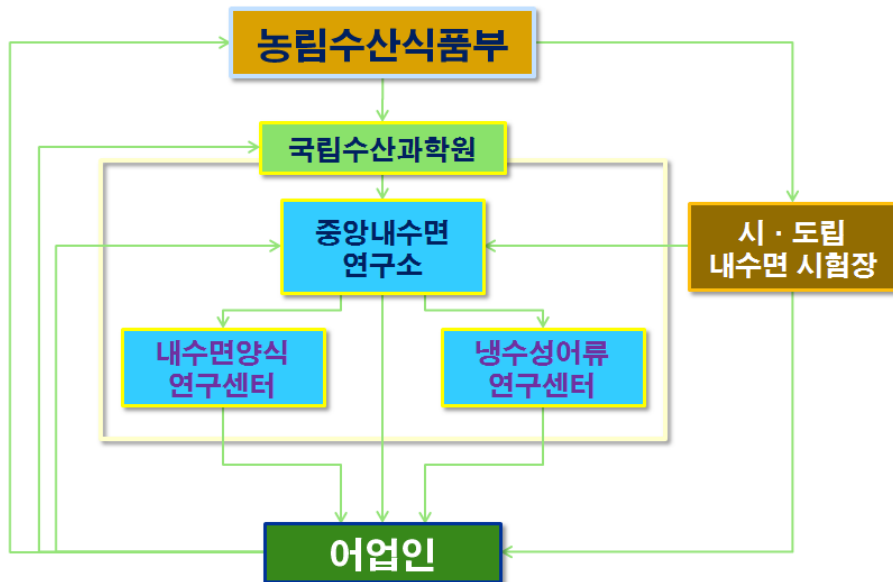 농림수산식품부
국립수산과학원
중앙내수면
연구소
시 · 도립
내수면 시험장
내수면양식
연구센터
냉수성어류
연구센터
어업인